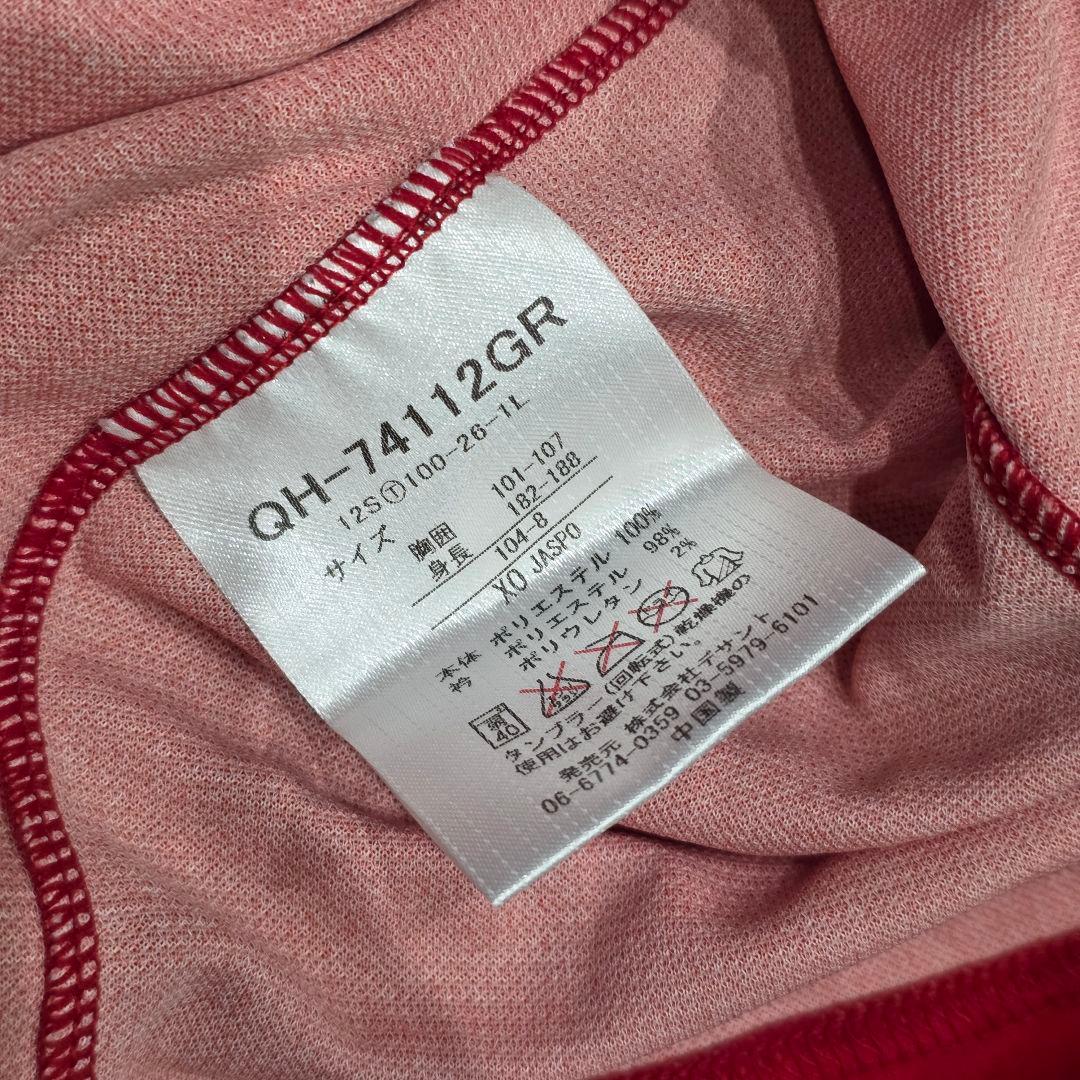 QH-74112GR
12SⓉ100-26-1L
サイズ
胸囲 101-107
身長 182-188
104-8
XO JASPO
本体 ポリエステル 100%
衿 ポリエステル 98%
ポリウレタン 2%
40
タンブラー(回転式)乾燥機の
使用はお避け下さい。
発売元 株式会社デサント
06-6774-0359 03-5979-6101
中国製